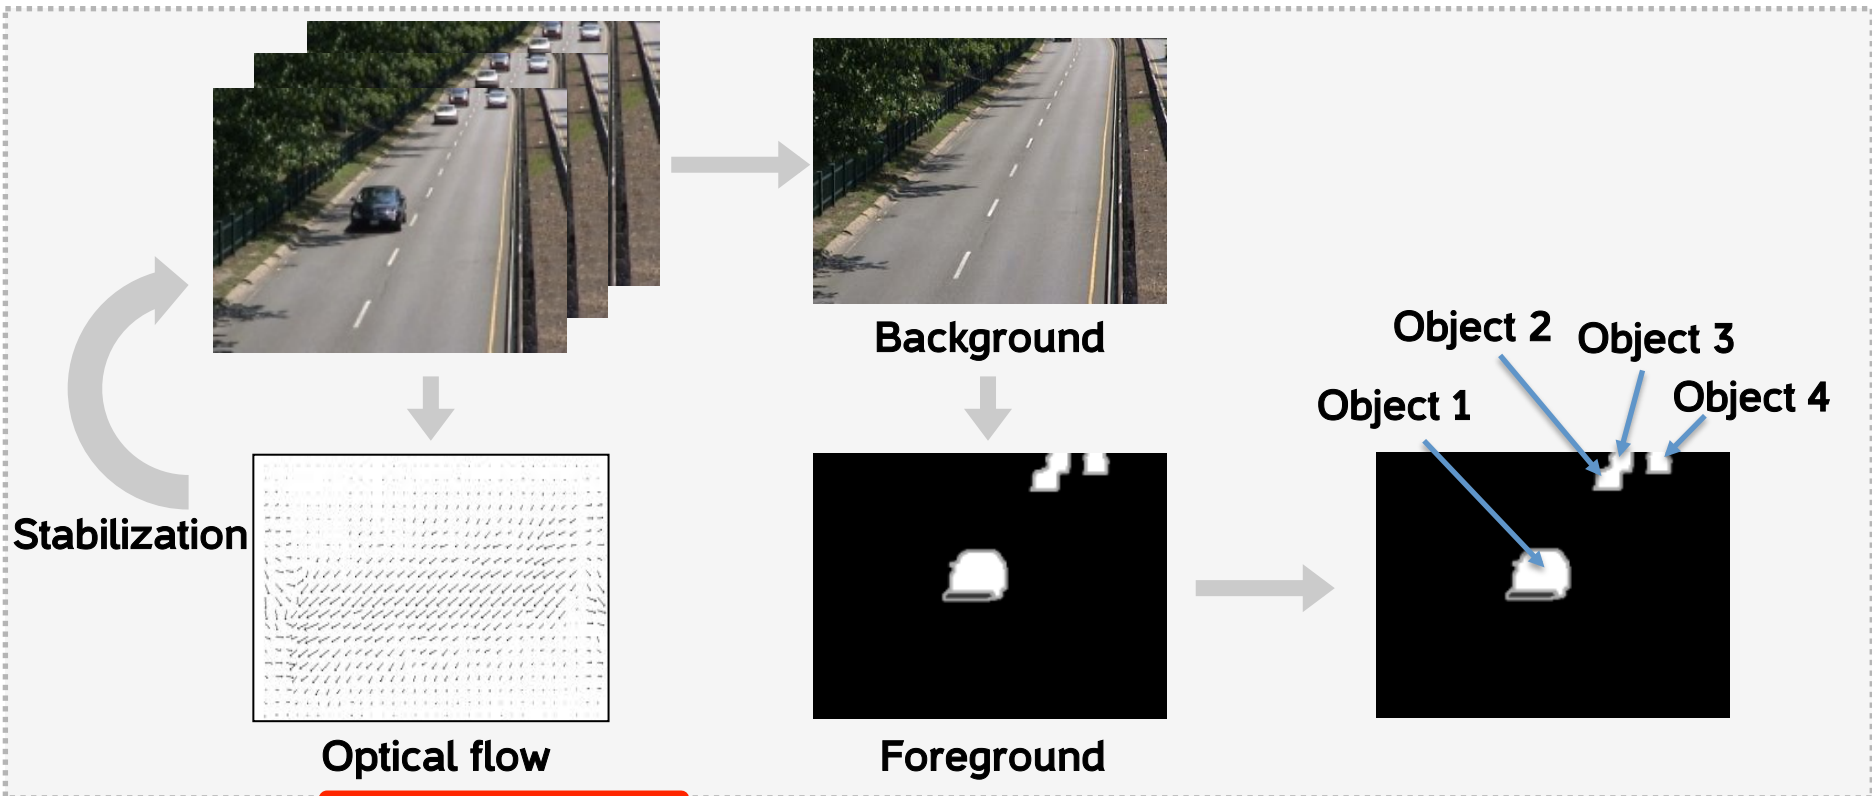 Background
Object 2
Object 3
Object 1
Object 4
Stabilization
Optical flow
Foreground